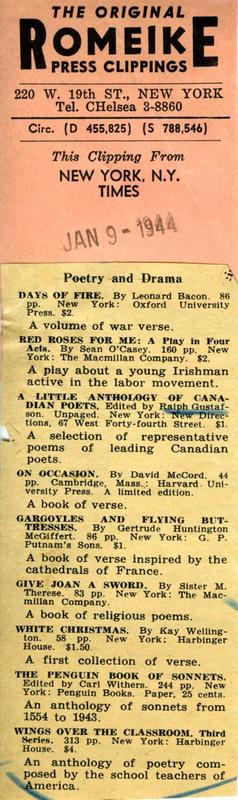 THE ORIGINAL
ROMEIKE
PRESS CLIPPINGS
220 W. 19th ST., NEW YORK
Tel. CHelsea 3-8860
Circ. (D 455,825) (S 788,546)
This Clipping From
NEW YORK, N.Y.
TIMES
JAN 9 - 1944
Poetry and Drama
DAYS OF FIRE. By Leonard Bacon. 86
pp. New York: Oxford University
Press. $2.
A volume of war verse.
RED ROSES FOR ME: A Play in Four
Acts. By Sean O'Casey. 160 pp. New
York: The Macmillan Company. $2.
A play about a young Irishman
active in the labor movement.
A LITTLE ANTHOLOGY OF CANA-
DIAN POETS. Edited by Ralph Gustaf-
son. Unpaged. New York: New Direc-
tions, 67 West Forty-fourth Street. $1.
A selection of representative
poems of leading Canadian
poets.
ON OCCASION. By David McCord. 44
pp. Cambridge, Mass.: Harvard Uni-
versity Press. A limited edition.
A book of verse.
GARGOYLES AND FLYING BUT-
TRESSES. By Gertrude Huntington
McGiffert. 86 pp. New York: G. P.
Putnam's Sons. $1.
A book of verse inspired by the
cathedrals of France.
GIVE JOAN A SWORD. By Sister M.
Therese. 83 pp. New York: The Mac-
millan Company.
A book of religious poems.
WHITE CHRISTMAS. By Kay Welling-
ton. 58 pp. New York: Harbinger
House. $1.50.
A first collection of verse.
THE PENGUIN BOOK OF SONNETS.
Edited by Carl Withers. 244 pp. New
York: Penguin Books. Paper, 25 cents.
An anthology of sonnets from
1554 to 1943.
WINGS OVER THE CLASSROOM. Third
Series. 313 pp. New York: Harbinger
House. $4.
An anthology of poetry com-
posed by the school teachers of
America.